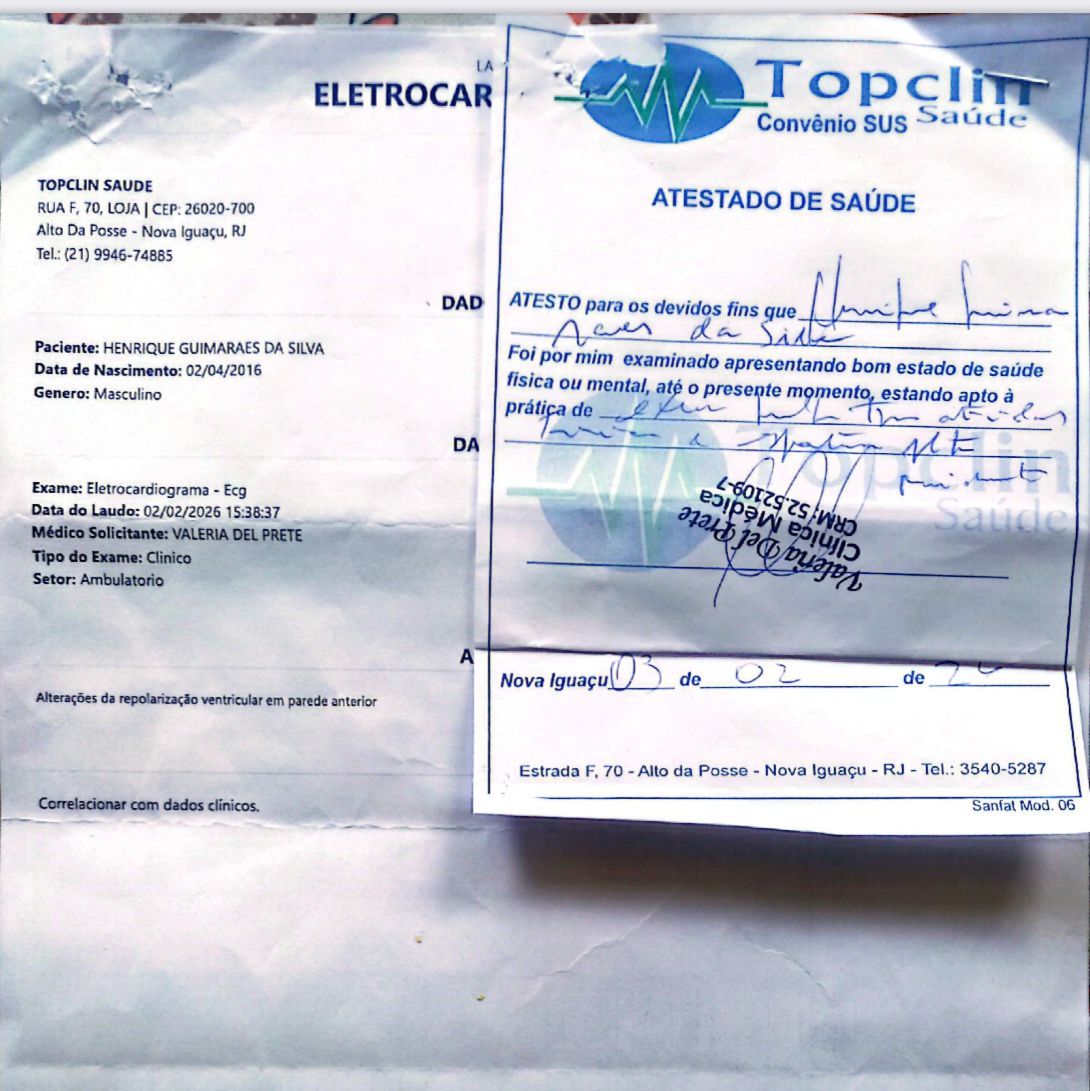 LA
ELETROCAR
TOPCLIN SAUDE
RUA F, 70, LOJA | CEP: 26020-700
Alto Da Posse - Nova Iguaçu, RJ
Tel.: (21) 9946-74885
DAD
Paciente: HENRIQUE GUIMARAES DA SILVA
Data de Nascimento: 02/04/2016
Genero: Masculino
DA
Exame: Eletrocardiograma - Ecg
Data do Laudo: 02/02/2026 15:38:37
Médico Solicitante: VALERIA DEL PRETE
Tipo do Exame: Clinico
Setor: Ambulatorio
A
Alterações da repolarização ventricular em parede anterior
Correlacionar com dados clínicos.
Topclin
Convênio SUS Saúde
ATESTADO DE SAÚDE
ATESTO para os devidos fins que
da Silva
Foi por mim examinado apresentando bom estado de saúde
física ou mental, até o presente momento, estando apto à
prática de
Topclin
Saúde
Valeria Del Prete
Clínica Médica
CRM: 52.52109-7
Nova Iguaçu 03 de 02 de
Estrada F, 70 - Alto da Posse - Nova Iguaçu - RJ - Tel.: 3540-5287
Sanfat Mod. 06